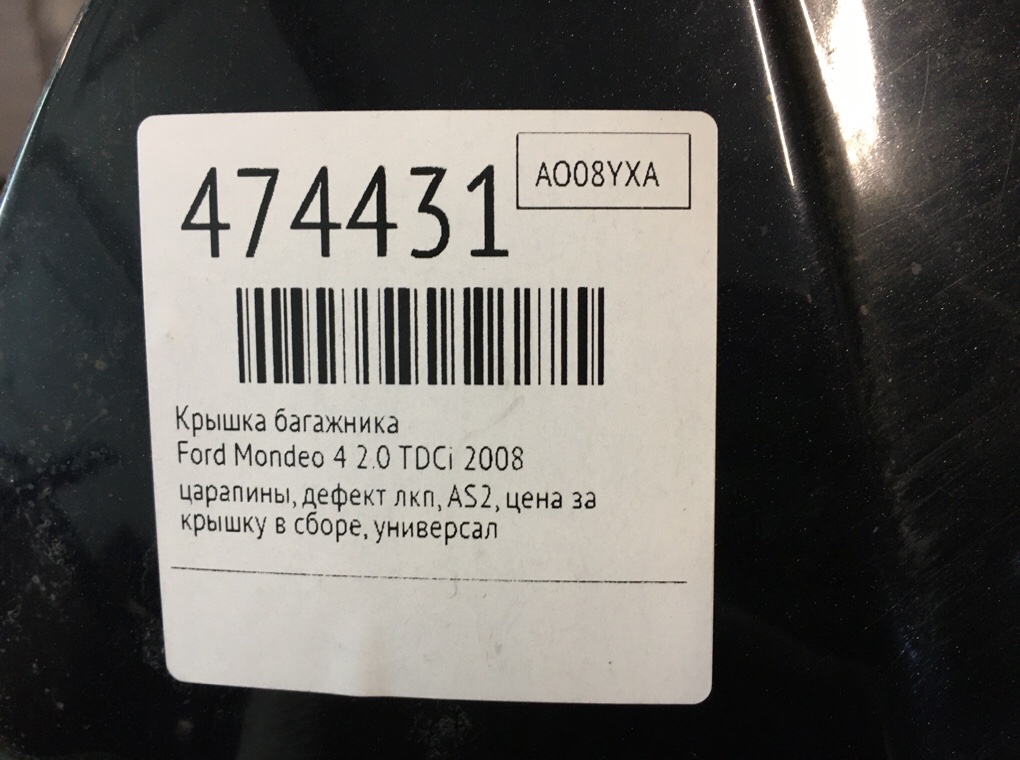 474431
AO08YXA
Крышка багажника
Ford Mondeo 4 2.0 TDCi 2008
царапины, дефект лкп, AS2, цена за
крышку в сборе, универсал